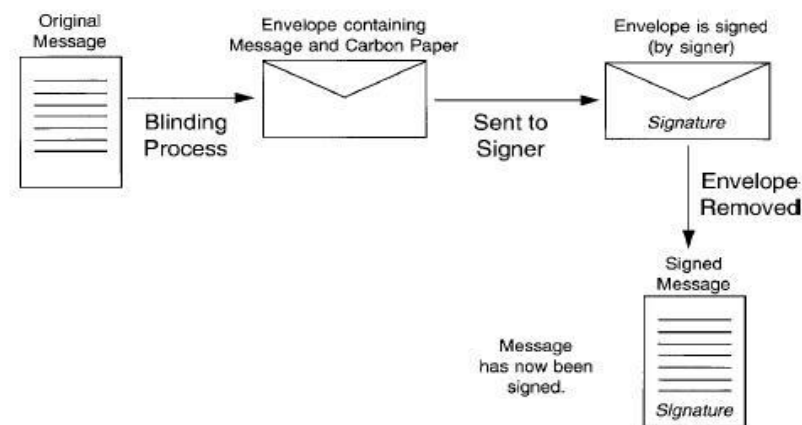 Original
Message
Envelope containing
Message and Carbon Paper
Envelope is signed
(by signer)
Blinding
Process
Sent to
Signer
Signature
Envelope
Removed
Signed
Message
Message
has now been
signed.
Signature